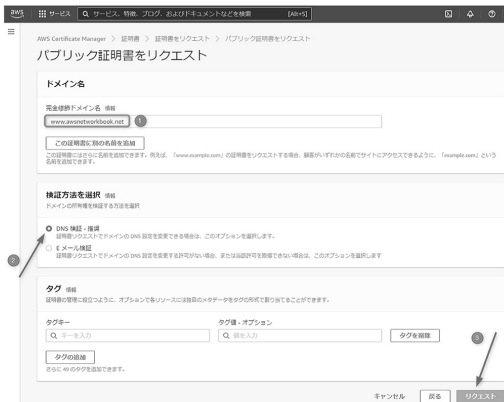 aws サービス サービス、特徴、ブログ、およびドキュメントなどを検索 [Alt+S]
AWS Certificate Manager > 証明書 > 証明書をリクエスト > パブリック証明書をリクエスト
パブリック証明書をリクエスト
ドメイン名
完全修飾ドメイン名 情報
www.awsnetworkbook.net 1
この証明書に別の名前を追加
この証明書にはさらに名前を追加できます。例えば、「www.example.com」の証明書をリクエストする場合、顧客がいずれかの名前でサイトにアクセスできるように、「example.com」という
名前を追加できます。
検証方法を選択 情報
ドメインの所有権を検証する方法を選択
DNS 検証 - 推奨
証明書リクエストでドメインの DNS 設定を変更できる場合は、このオプションを選択します。
2 E メール検証
証明書リクエストでドメインの DNS 設定を変更する許可がない場合、または当該許可を取得できない場合は、このオプションを選択します
タグ 情報
証明書の管理に役立つように、オプションで各リソースには独自のメタデータをタグの形式で割り当てることができます。
タグキー タグ値 - オプション
キーを入力 値を入力 タグを削除 3
タグの追加
さらに 49 のタグを追加できます。
キャンセル 戻る リクエスト